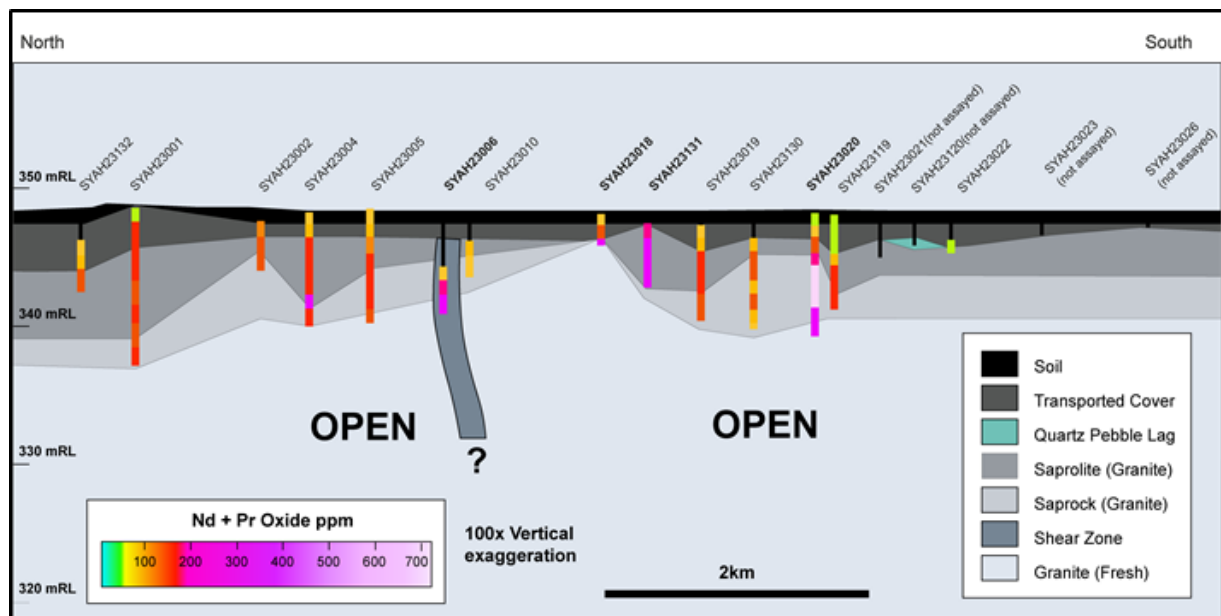 North
South
SYAH23132
SYAH23001
SYAH23002
SYAH23004
SYAH23005
SYAH23006
SYAH23010
SYAH23018
SYAH23131
SYAH23019
SYAH23130
SYAH23020
SYAH23119
SYAH23021(not assayed)
SYAH23120(not assayed)
SYAH23022
SYAH23023
(not assayed)
SYAH23026
(not assayed)
350 mRL
340 mRL
330 mRL
320 mRL
OPEN
?
OPEN
Nd + Pr Oxide ppm
100 200 300 400 500 600 700
100x Vertical
exaggeration
2km
Soil
Transported Cover
Quartz Pebble Lag
Saprolite (Granite)
Saprock (Granite)
Shear Zone
Granite (Fresh)